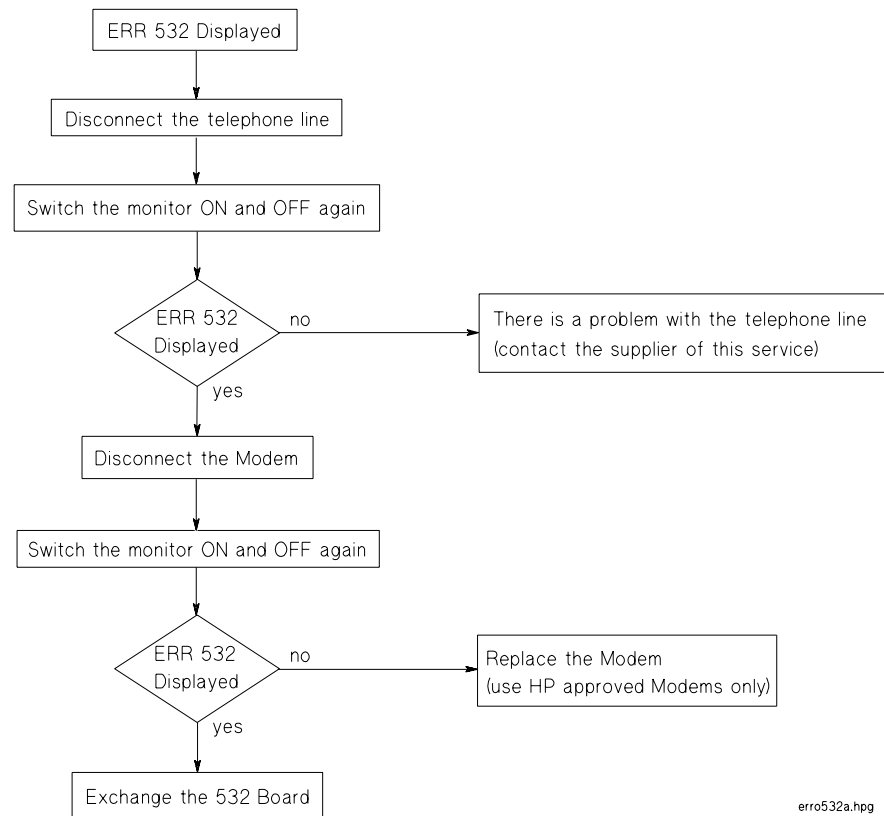 ERR 532 Displayed
Disconnect the telephone line
Switch the monitor ON and OFF again
ERR 532
Displayed
no
There is a problem with the telephone line
(contact the supplier of this service)
yes
Disconnect the Modem
Switch the monitor ON and OFF again
ERR 532
Displayed
no
Replace the Modem
(use HP approved Modems only)
yes
Exchange the 532 Board
erro532a.hpg